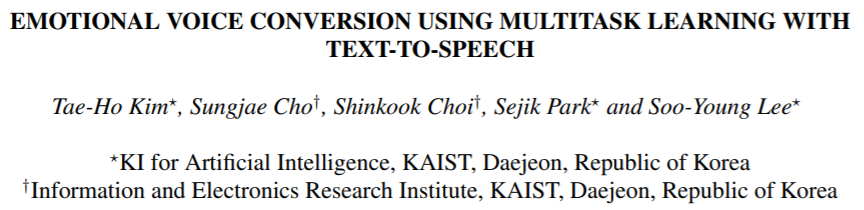 EMOTIONAL VOICE CONVERSION USING MULTITASK LEARNING WITH
TEXT-TO-SPEECH
Tae-Ho Kim⋆, Sungjae Cho†, Shinkook Choi†, Sejik Park⋆ and Soo-Young Lee⋆
⋆KI for Artificial Intelligence, KAIST, Daejeon, Republic of Korea
†Information and Electronics Research Institute, KAIST, Daejeon, Republic of Korea